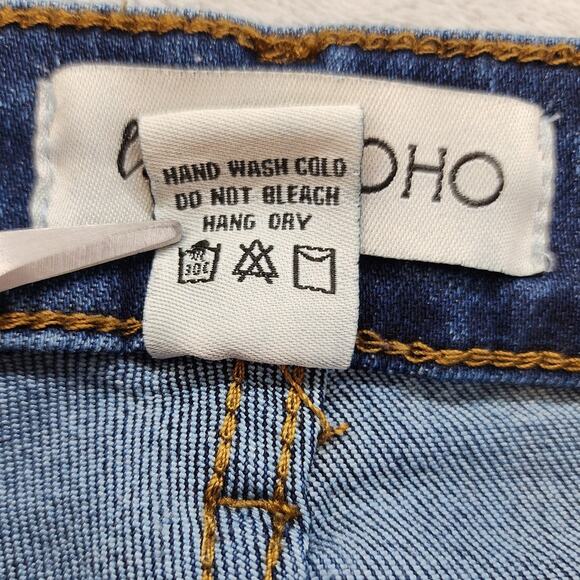 OHO
HAND WASH COLD
DO NOT BLEACH
HANG DRY
30C